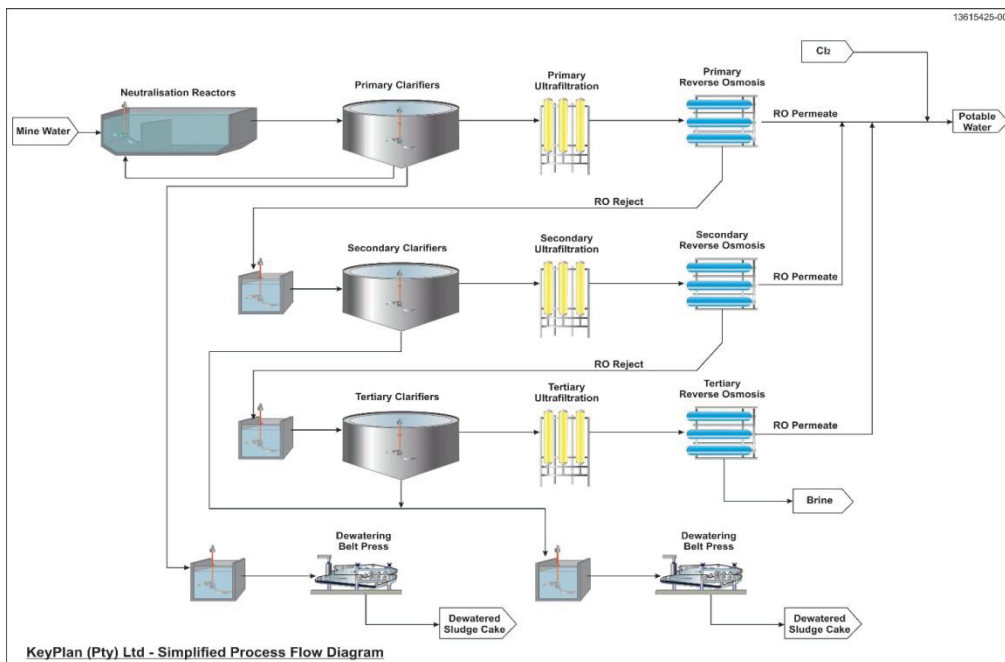 13615425-00
Cl₂
Neutralisation Reactors
Primary Clarifiers
Primary
Ultrafiltration
Primary
Reverse Osmosis
RO Permeate
Mine Water
Potable
Water
RO Reject
Secondary Clarifiers
Secondary
Ultrafiltration
Secondary
Reverse Osmosis
RO Permeate
RO Reject
Tertiary Clarifiers
Tertiary
Ultrafiltration
Tertiary
Reverse Osmosis
RO Permeate
Brine
Dewatering
Belt Press
Dewatering
Belt Press
Dewatered
Sludge Cake
Dewatered
Sludge Cake
KeyPlan (Pty) Ltd - Simplified Process Flow Diagram